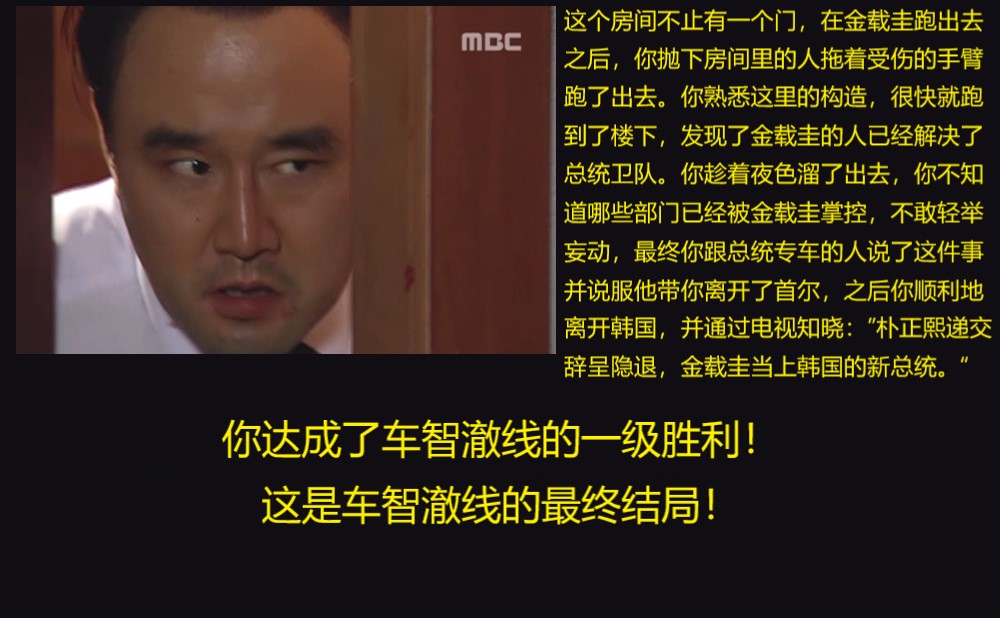 MBC
这个房间不止有一个门，在金载圭跑出去
之后，你抛下房间里的人拖着受伤的手臂
跑了出去。你熟悉这里的构造，很快就跑
到了楼下，发现了金载圭的人已经解决了
总统卫队。你趁着夜色溜了出去，你不知
道哪些部门已经被金载圭掌控，不敢轻举
妄动，最终你跟总统专车的人说了这件事
并说服他带你离开了首尔，之后你顺利地
离开韩国，并通过电视知晓："朴正熙递交
辞呈隐退，金载圭当上韩国的新总统。"
你达成了车智澈线的一级胜利！
这是车智澈线的最终结局！